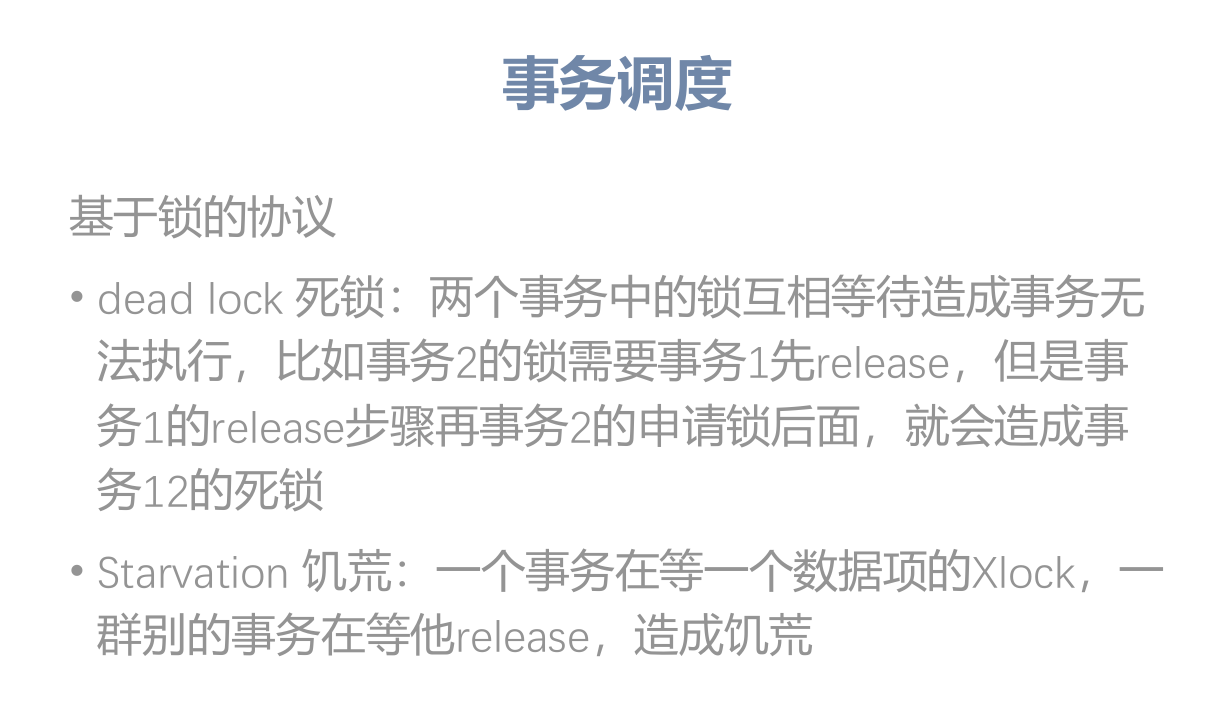 事务调度
基于锁的协议
• dead lock 死锁：两个事务中的锁互相等待造成事务无
法执行，比如事务2的锁需要事务1先release，但是事
务1的release步骤再事务2的申请锁后面，就会造成事
务12的死锁
• Starvation 饥荒：一个事务在等一个数据项的Xlock，一
群别的事务在等他release，造成饥荒